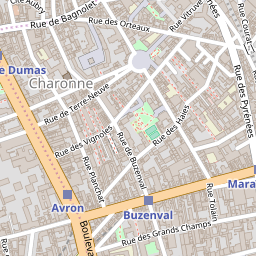 Cité Aubry
Rue de Bagnolet
Rue des Orteaux
Rue Vitruve
Rue Courat
Dumas
Charonne
Rue de Terre-Neuve
Rue des Pyrénées
Rue des Vignoles
Rue des Haies
Rue Planchat
Rue de Buzenval
Mara
Avron
Buzenval
Rue Tolain
Boulev
Rue des Grands Champs